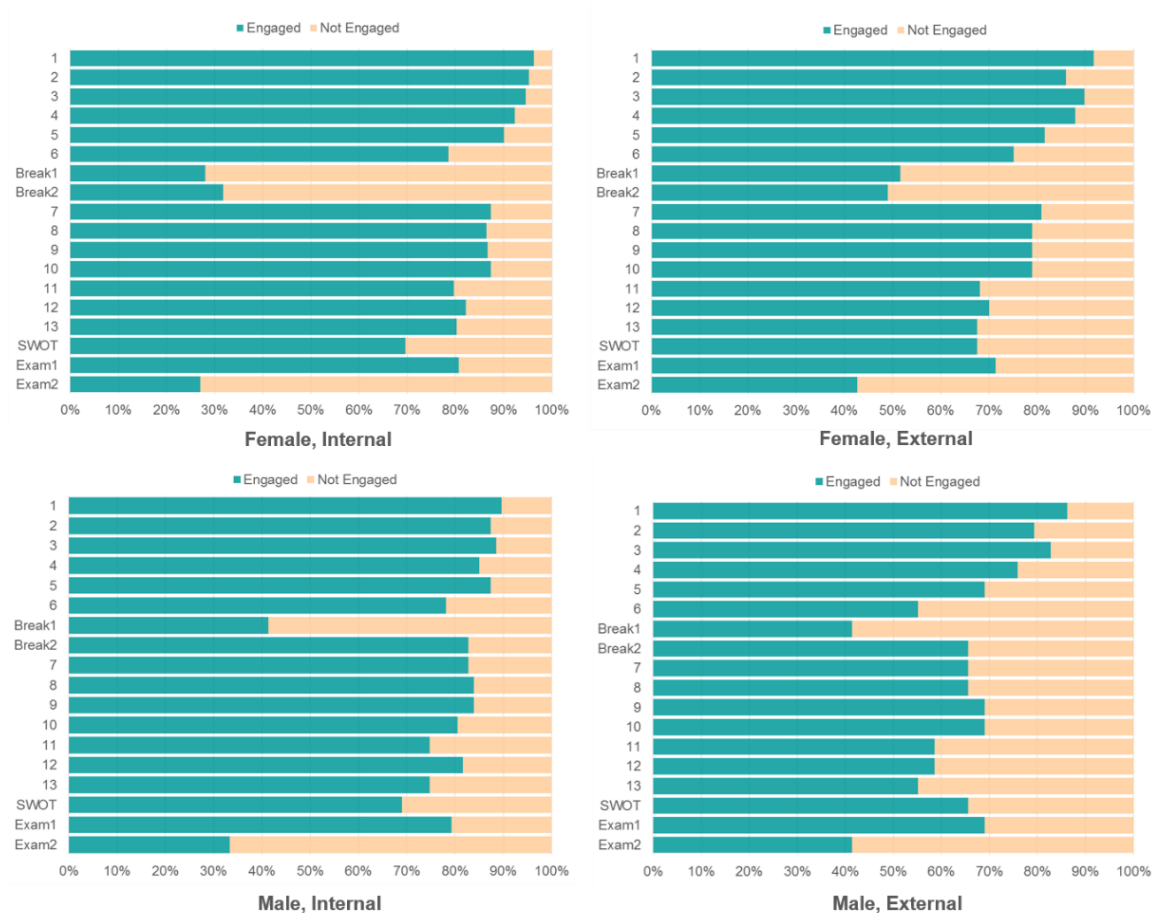 Engaged Not Engaged
1
2
3
4
5
6
Break1
Break2
7
8
9
10
11
12
13
SWOT
Exam1
Exam2
0% 10% 20% 30% 40% 50% 60% 70% 80% 90% 100%
Female, Internal
Engaged Not Engaged
1
2
3
4
5
6
Break1
Break2
7
8
9
10
11
12
13
SWOT
Exam1
Exam2
0% 10% 20% 30% 40% 50% 60% 70% 80% 90% 100%
Female, External
Engaged Not Engaged
1
2
3
4
5
6
Break1
Break2
7
8
9
10
11
12
13
SWOT
Exam1
Exam2
0% 10% 20% 30% 40% 50% 60% 70% 80% 90% 100%
Male, Internal
Engaged Not Engaged
1
2
3
4
5
6
Break1
Break2
7
8
9
10
11
12
13
SWOT
Exam1
Exam2
0% 10% 20% 30% 40% 50% 60% 70% 80% 90% 100%
Male, External